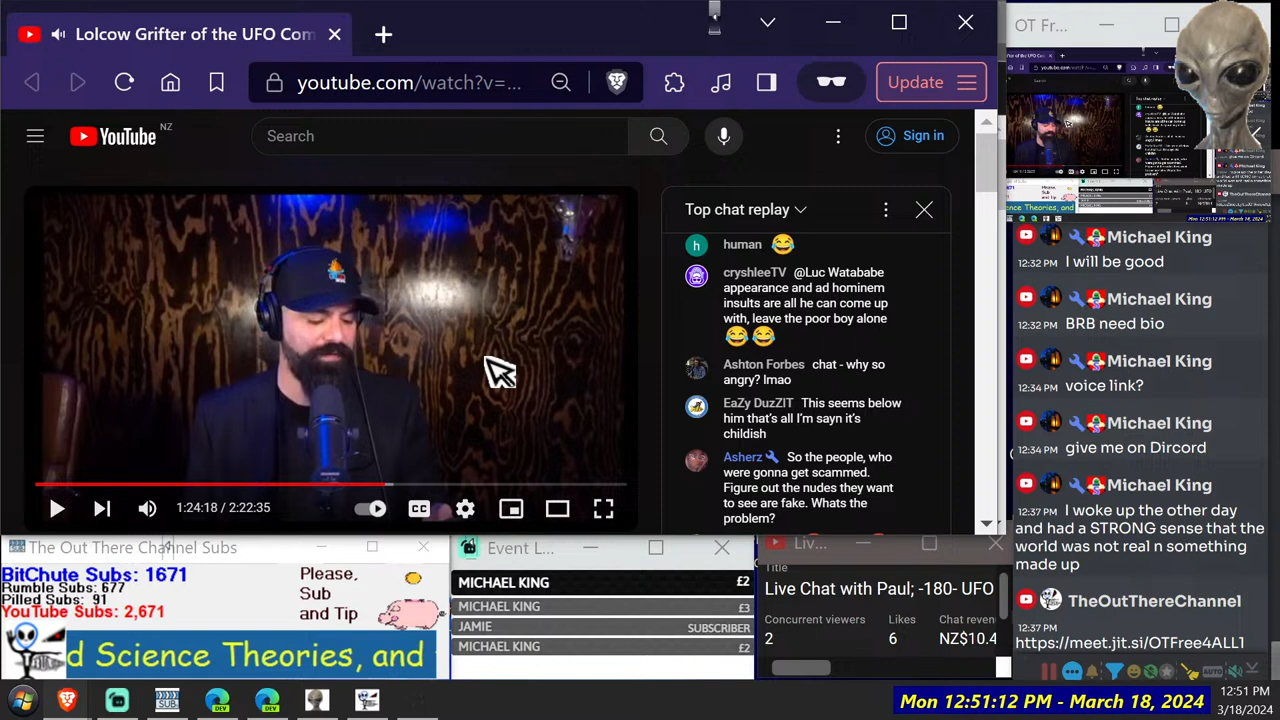 Lolcow Grifter of the UFO Com
OT Fr...
youtube.com/watch?v=...
Update
YouTube NZ
Search
Sign in
Top chat replay
human 😂
cryshleeTV @Luc Watababe
appearance and ad hominem
insults are all he can come up
with, leave the poor boy alone
😂😂
Ashton Forbes chat - why so
angry? lmao
EaZy DuzZIT This seems below
him that's all I'm sayn it's
childish
Asherz So the people, who
were gonna get scammed.
Figure out the nudes they want
to see are fake. Whats the
problem?
1:24:18 / 2:22:35
CC
Michael King
12:32 PM I will be good
Michael King
12:32 PM BRB need bio
Michael King
12:34 PM voice link?
Michael King
12:34 PM give me on Dircord
Michael King
12:37 PM I woke up the other day
and had a STRONG sense that the
world was not real n something
made up
TheOutThereChannel
12:37 PM
https://meet.jit.si/OTFree4ALL1
AUTO
The Out There Channel Subs
BitChute Subs: 1671
Rumble Subs: 677
Pilled Subs: 91
YouTube Subs: 2,671
Please,
Sub
and Tip
d Science Theories, and
Event L...
MICHAEL KING £2
MICHAEL KING £3
JAMIE SUBSCRIBER
MICHAEL KING £2
Liv...
Title
Live Chat with Paul; -180- UFO
Concurrent viewers Likes Chat reven
2 6 NZ$10.4
SUB
DEV
DEV
Mon 12:51:12 PM - March 18, 2024
12:51 PM
3/18/2024